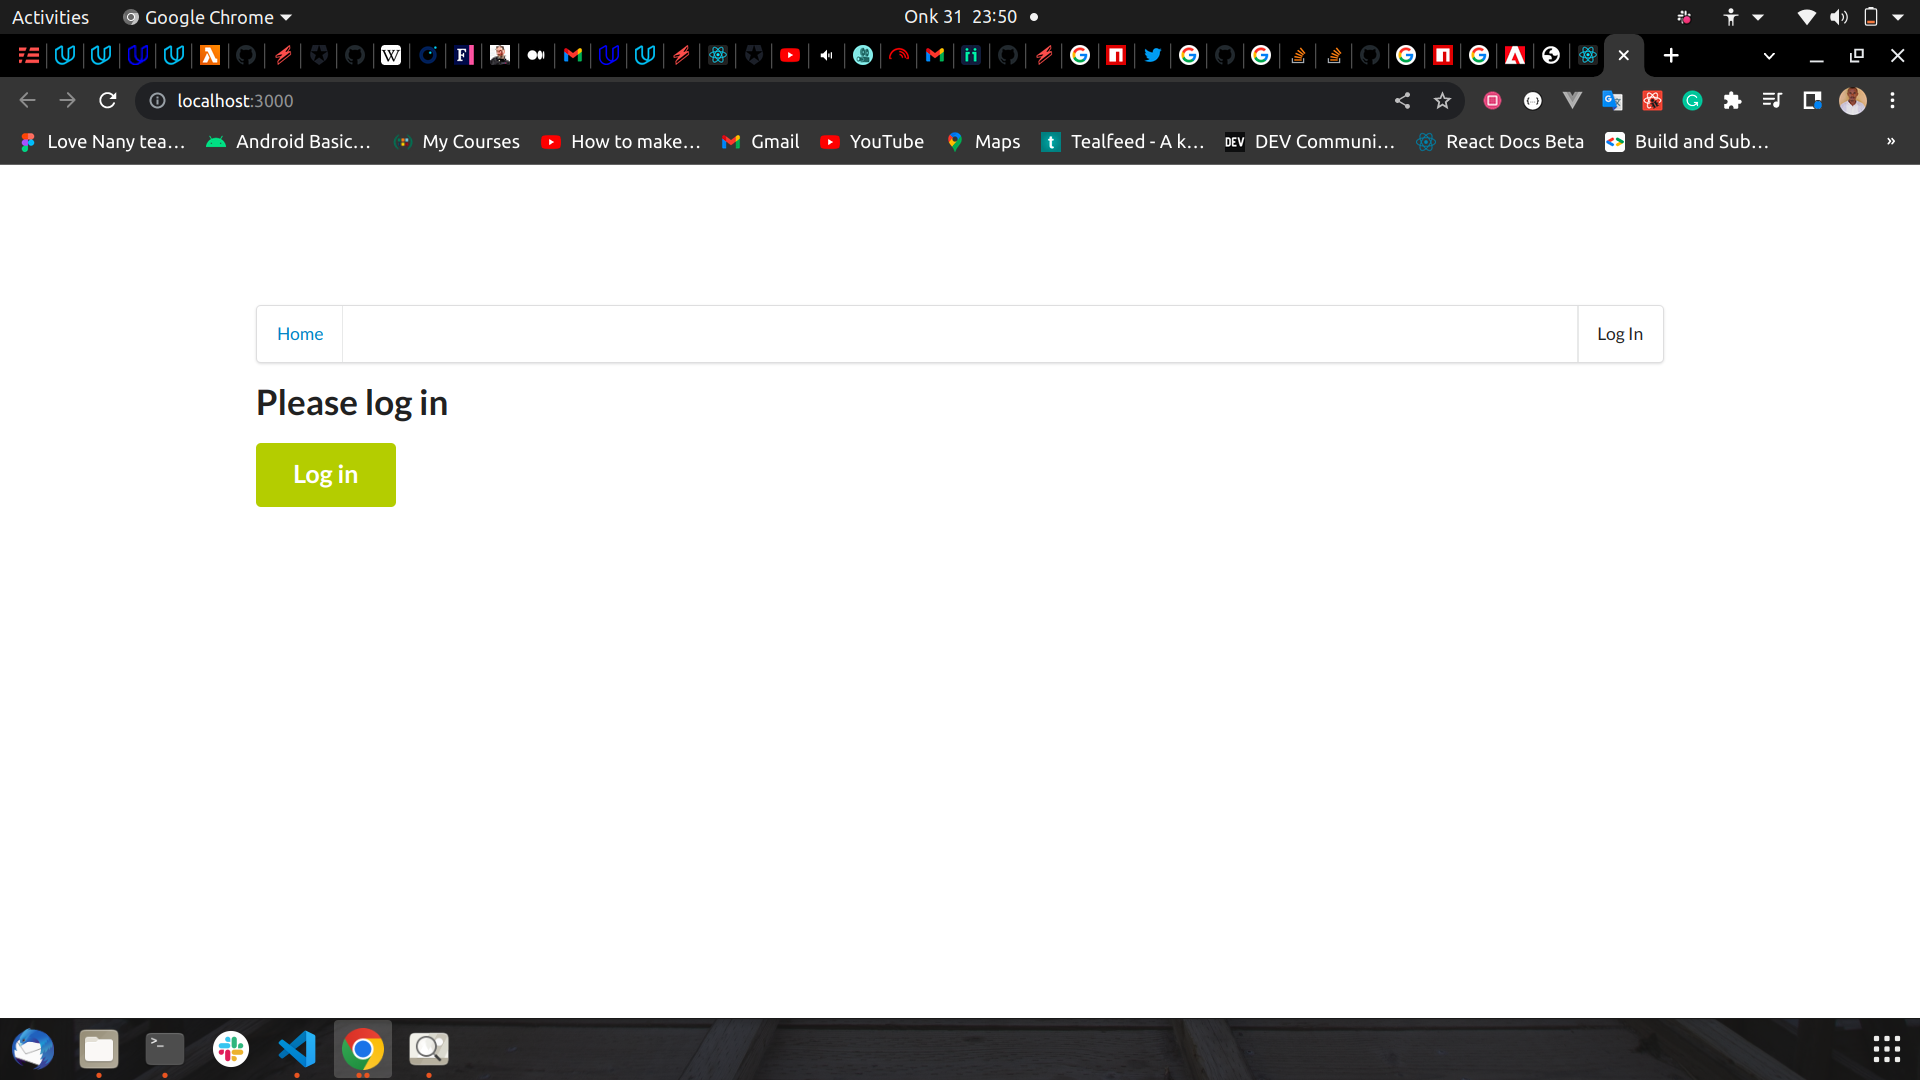 Activities Google Chrome Onk 31 23:50
localhost:3000
Love Nany tea… Android Basic… My Courses How to make… Gmail YouTube Maps Tealfeed - A k… DEV Communi… React Docs Beta Build and Sub… »
Home Log In
Please log in
Log in